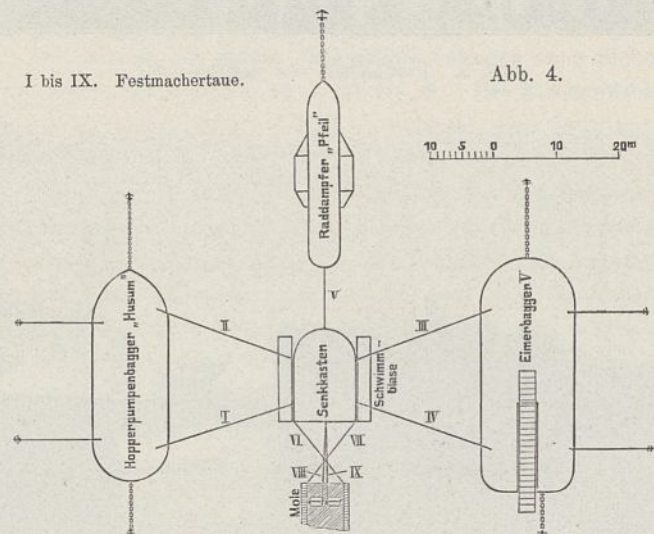 I bis IX. Festmachertaue.
Abb. 4.
10 5 0 10 20m
Raddampfer „Pfeil"
Hopperpumpenbagger „Husum"
Eimerbagger V
V
II
III
Senkkasten
Schwimm-
blase
I
IV
VI
VII
VIII
IX
Mole